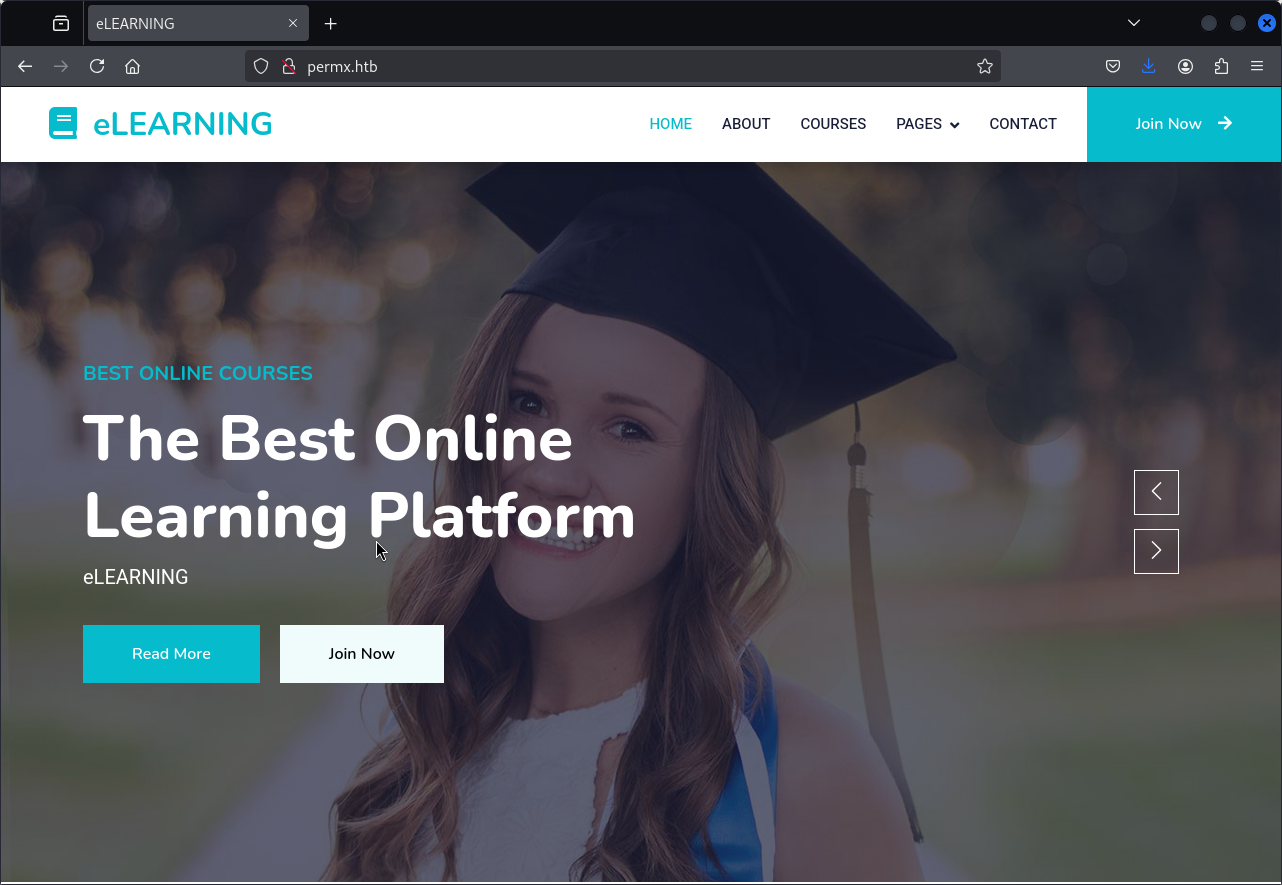 eLEARNING
permx.htb
eLEARNING
HOME ABOUT COURSES PAGES CONTACT Join Now
BEST ONLINE COURSES
The Best Online
Learning Platform
eLEARNING
Read More Join Now